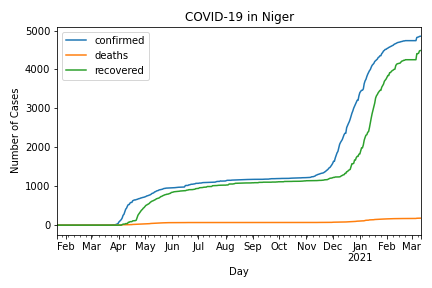 COVID-19 in Niger
confirmed
deaths
recovered
Number of Cases
5000
4000
3000
2000
1000
0
Feb Mar Apr May Jun Jul Aug Sep Oct Nov Dec Jan Feb Mar
2021
Day